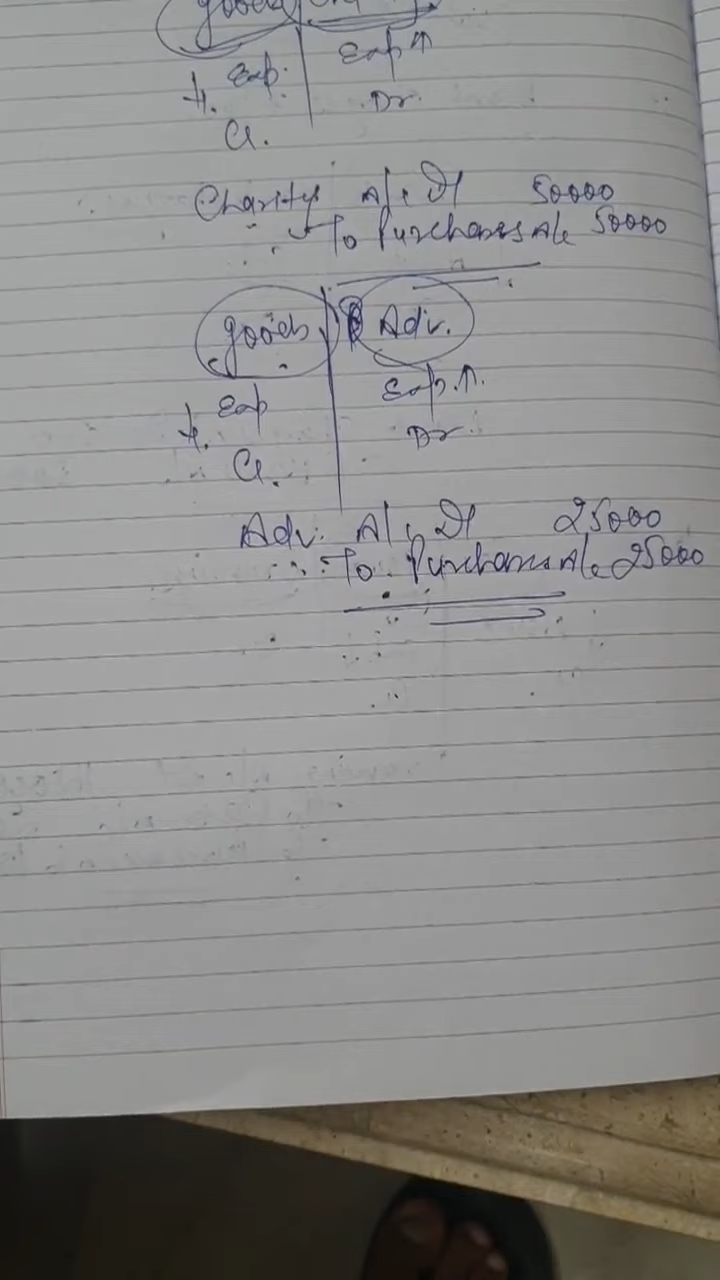 goods
Exp. Exp ↑
↓. Dr.
Cr.
Charity A/c Dr 50000
To Purchases A/c 50000
goods Adv.
Exp Exp. ↑.
↓. Dr.
Cr.
Adv. A/c Dr 25000
To Purchases A/c 25000